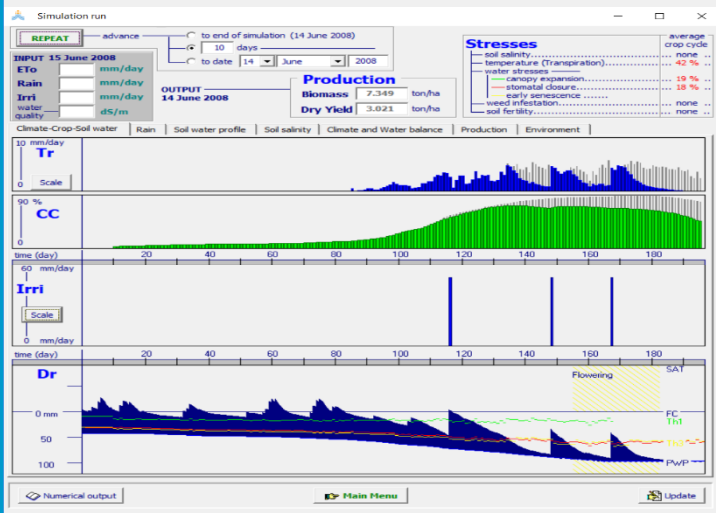 Simulation run
REPEAT advance to end of simulation (14 June 2008)
10 days
to date 14 June 2008
INPUT 15 June 2008
ETo mm/day
Rain mm/day
Irri mm/day
water quality dS/m
OUTPUT
14 June 2008
Production
Biomass 7.349 ton/ha
Dry Yield 3.021 ton/ha
Stresses average crop cycle
soil salinity none
temperature (Transpiration) 42 %
water stresses
canopy expansion 19 %
stomatal closure 18 %
early senescence
weed infestation none
soil fertility none
Climate-Crop-Soil water Rain Soil water profile Soil salinity Climate and Water balance Production Environment
10 mm/day
Tr
0 Scale
90 %
CC
0
time (day) 20 40 60 80 100 120 140 160 180
60 mm/day
Irri
Scale
0 mm/day
time (day) 20 40 60 80 100 120 140 160 180
Dr
SAT
Flowering
0 mm FC
Th1
50
100 PWP
Numerical output Main Menu Update